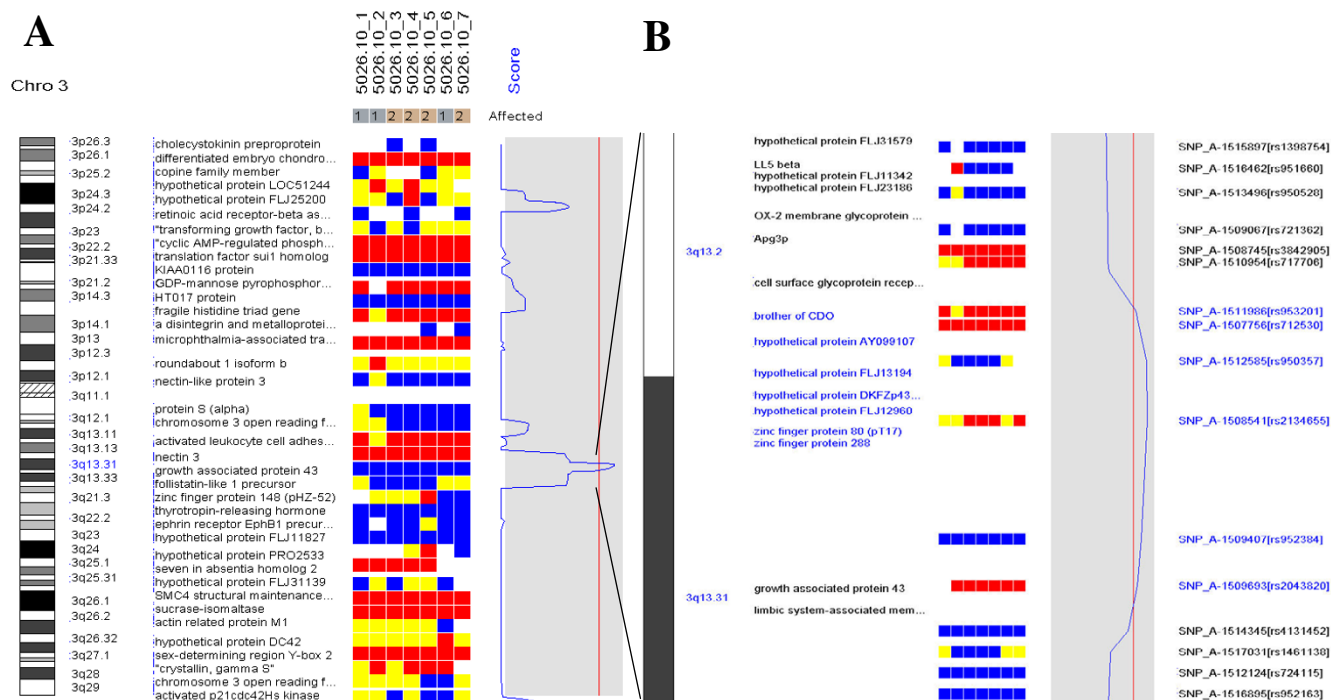 A
B
5026.10_1
5026.10_2
5026.10_3
5026.10_4
5026.10_5
5026.10_6
5026.10_7
Score
Chro 3
1 1 2 2 2 1 2 Affected
3p26.3
3p26.1
3p25.2
3p24.3
3p24.2
3p23
3p22.2
3p21.33
3p21.2
3p14.3
3p14.1
3p13
3p12.3
3p12.1
3q11.1
3q12.1
3q13.11
3q13.13
3q13.31
3q13.33
3q21.3
3q22.2
3q23
3q24
3q25.1
3q25.31
3q26.1
3q26.2
3q26.32
3q27.1
3q28
3q29
cholecystokinin preproprotein
differentiated embryo chondro...
copine family member
hypothetical protein LOC51244
hypothetical protein FLJ25200
retinoic acid receptor-beta as...
"transforming growth factor, b...
"cyclic AMP-regulated phosph...
translation factor sui1 homolog
KIAA0116 protein
GDP-mannose pyrophosphor...
HT017 protein
fragile histidine triad gene
a disintegrin and metalloprotei...
microphthalmia-associated tra...
roundabout 1 isoform b
nectin-like protein 3
protein S (alpha)
chromosome 3 open reading f...
activated leukocyte cell adhes...
nectin 3
growth associated protein 43
follistatin-like 1 precursor
zinc finger protein 148 (pHZ-52)
thyrotropin-releasing hormone
ephrin receptor EphB1 precur...
hypothetical protein FLJ11827
hypothetical protein PRO2533
seven in absentia homolog 2
hypothetical protein FLJ31139
SMC4 structural maintenance...
sucrase-isomaltase
actin related protein M1
hypothetical protein DC42
sex-determining region Y-box 2
"crystallin, gamma S"
chromosome 3 open reading f...
activated p21cdc42Hs kinase
3q13.2
3q13.31
hypothetical protein FLJ31579
LL5 beta
hypothetical protein FLJ11342
hypothetical protein FLJ23186
OX-2 membrane glycoprotein ...
Apg3p
cell surface glycoprotein recep...
brother of CDO
hypothetical protein AY099107
hypothetical protein FLJ13194
hypothetical protein DKFZp43...
hypothetical protein FLJ12960
zinc finger protein 80 (pT17)
zinc finger protein 288
growth associated protein 43
limbic system-associated mem...
SNP_A-1515897[rs1398754]
SNP_A-1516462[rs951660]
SNP_A-1513496[rs950528]
SNP_A-1509067[rs721362]
SNP_A-1508745[rs3842905]
SNP_A-1510954[rs717706]
SNP_A-1511986[rs953201]
SNP_A-1507756[rs712530]
SNP_A-1512585[rs950357]
SNP_A-1508541[rs2134655]
SNP_A-1509407[rs952384]
SNP_A-1509693[rs2043820]
SNP_A-1514345[rs4131452]
SNP_A-1517031[rs1461138]
SNP_A-1512124[rs724115]
SNP_A-1516895[rs952163]